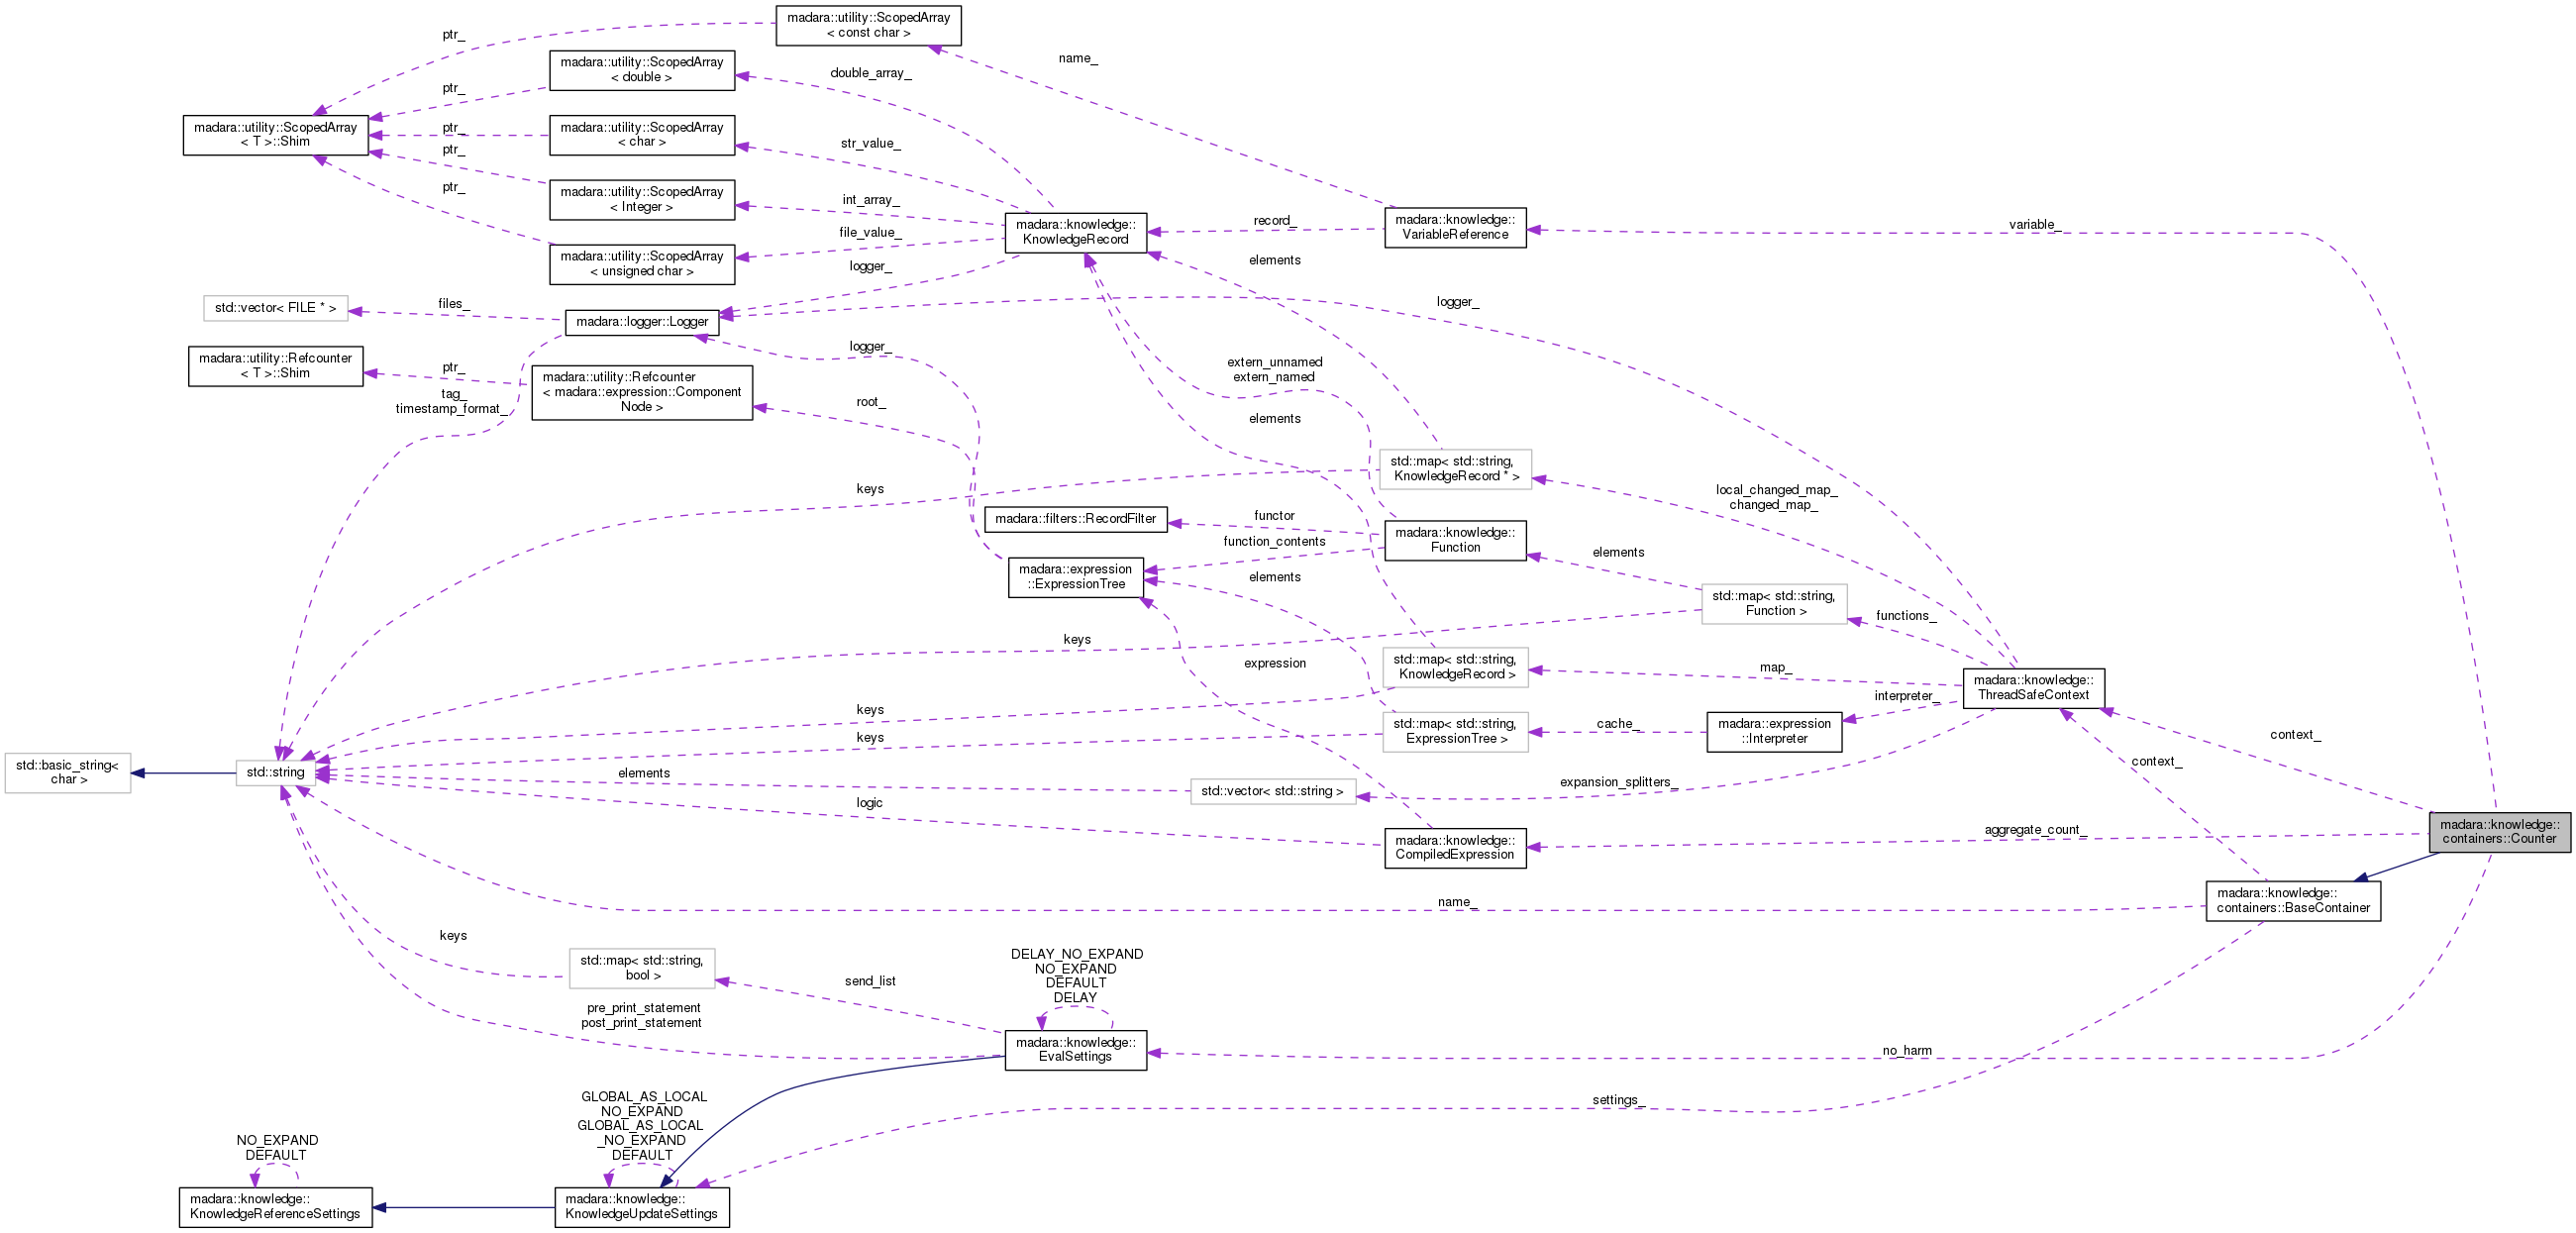 madara::utility::ScopedArray
< const char >
ptr_
name_
madara::utility::ScopedArray
< double >
double_array_
ptr_
madara::utility::ScopedArray
< T >::Shim
ptr_
madara::utility::ScopedArray
< char >
str_value_
ptr_
madara::utility::ScopedArray
< Integer >
int_array_
ptr_
madara::knowledge::
KnowledgeRecord
record_
madara::knowledge::
VariableReference
variable_
file_value_
madara::utility::ScopedArray
< unsigned char >
elements
logger_
std::vector< FILE * >
files_
madara::logger::Logger
logger_
madara::utility::Refcounter
< T >::Shim
ptr_
logger_
extern_unnamed
extern_named
madara::utility::Refcounter
< madara::expression::Component
Node >
tag_
timestamp_format_
root_
elements
std::map< std::string,
KnowledgeRecord * >
keys
local_changed_map_
changed_map_
madara::filters::RecordFilter
functor
madara::knowledge::
Function
function_contents
elements
madara::expression
::ExpressionTree
elements
std::map< std::string,
Function >
functions_
keys
expression
std::map< std::string,
KnowledgeRecord >
map_
madara::knowledge::
ThreadSafeContext
interpreter_
keys
std::map< std::string,
ExpressionTree >
cache_
madara::expression
::Interpreter
keys
context_
context_
std::basic_string<
char >
std::string
elements
std::vector< std::string >
expansion_splitters_
logic
madara::knowledge::
CompiledExpression
aggregate_count_
madara::knowledge::
containers::Counter
name_
madara::knowledge::
containers::BaseContainer
keys
std::map< std::string,
bool >
send_list
DELAY_NO_EXPAND
NO_EXPAND
DEFAULT
DELAY
pre_print_statement
post_print_statement
madara::knowledge::
EvalSettings
no_harm
settings_
GLOBAL_AS_LOCAL
NO_EXPAND
GLOBAL_AS_LOCAL
_NO_EXPAND
DEFAULT
NO_EXPAND
DEFAULT
madara::knowledge::
KnowledgeReferenceSettings
madara::knowledge::
KnowledgeUpdateSettings